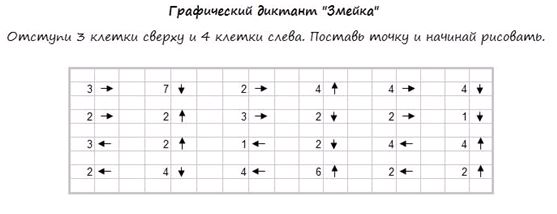 Графический диктант "Змейка"
Отступи 3 клетки сверху и 4 клетки слева. Поставь точку и начинай рисовать.
3 → 7 ↓ 2 → 4 ↑ 4 → 4 ↓
2 → 2 ↑ 3 → 2 ↓ 2 → 1 ↓
3 ← 2 ↑ 1 ← 2 ↓ 4 ← 4 ↑
2 ← 4 ↓ 4 ← 6 ↑ 2 ← 2 ↑